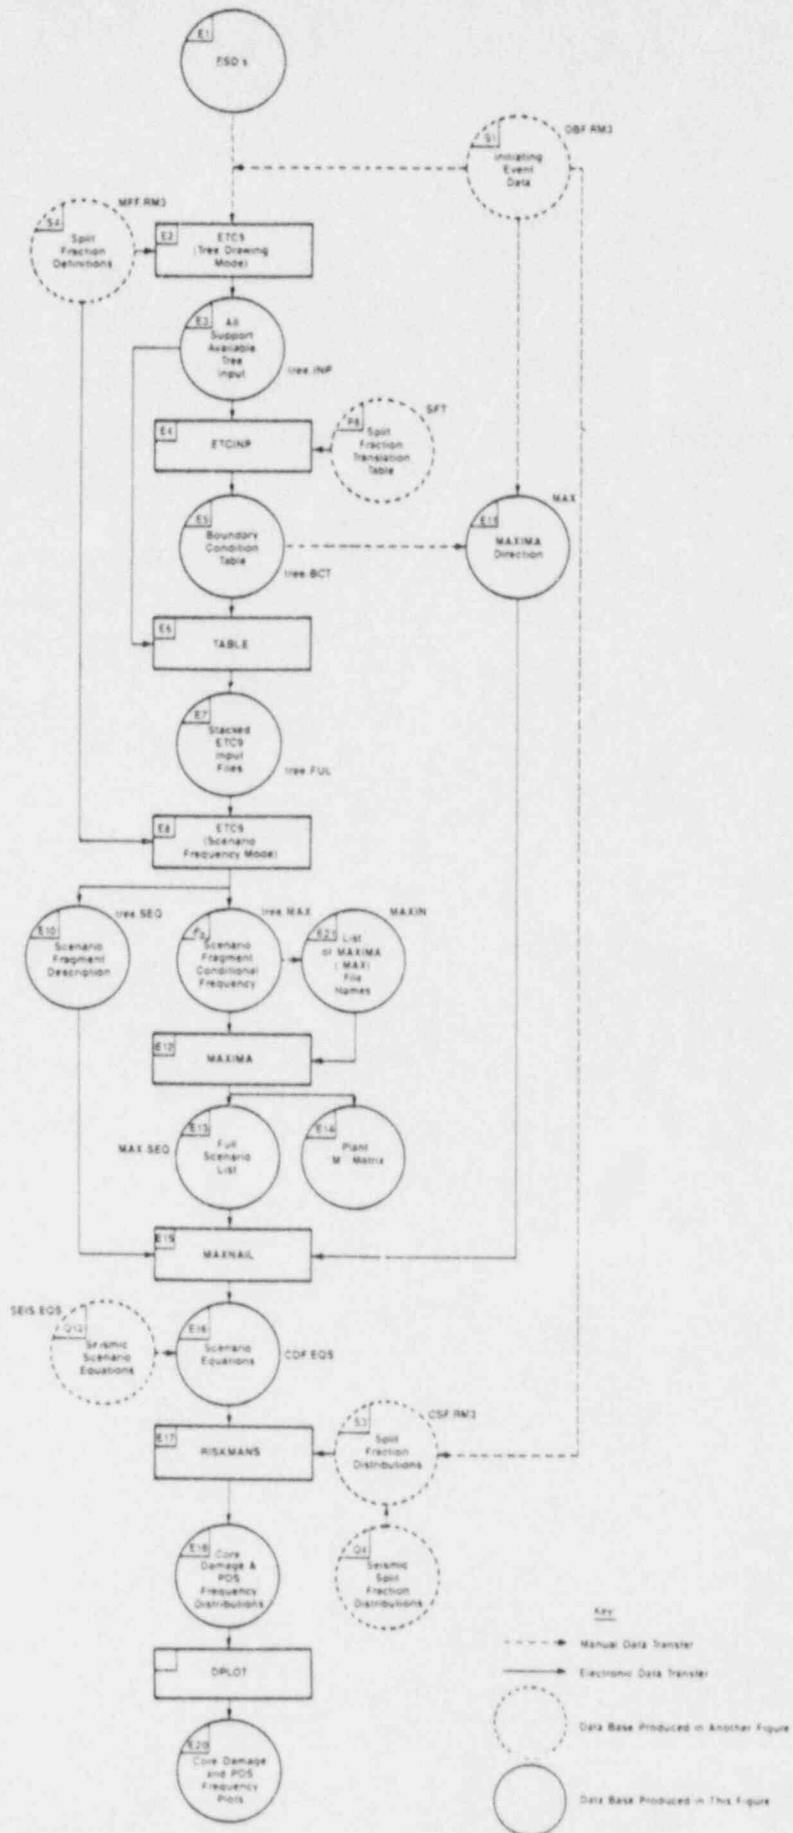 E1
ESD's
S1
Initiating
Event
Data
DBF.RM3
MFF.RM3
S4
Split
Fraction
Definitions
E2
ETC9
(Tree Drawing
Mode)
E3
All
Support
Available
Tree
Input
tree.INP
SFT
E4
ETCINP
P8
Split
Fraction
Translation
Table
MAX
E5
Boundary
Condition
Table
tree.BCT
E11
MAXIMA
Direction
E6
TABLE
E7
Stacked
ETC9
Input
Files
tree.FUL
E8
ETC9
(Scenario
Frequency Mode)
tree.SEQ
tree.MAX
MAXIN
E10
Scenario
Fragment
Description
Scenario
Fragment
Conditional
Frequency
E21
List
of MAXIMA
(.MAX)
File
Names
E12
MAXIMA
MAX.SEQ
E13
Full
Scenario
List
E14
Plant
M Matrix
E15
MAXNAIL
SEIS.EQS
Q12
Seismic
Scenario
Equations
E16
Scenario
Equations
CDF.EQS
CSF.RM3
E17
RISKMAN5
S3
Split
Fraction
Distributions
E18
Core
Damage &
PDS
Frequency
Distributions
Q4
Seismic
Split
Fraction
Distributions
DPLOT
E20
Core Damage
and PDS
Frequency
Plots
Key
Manual Data Transfer
Electronic Data Transfer
Data Base Produced in Another Figure
Data Base Produced in This Figure